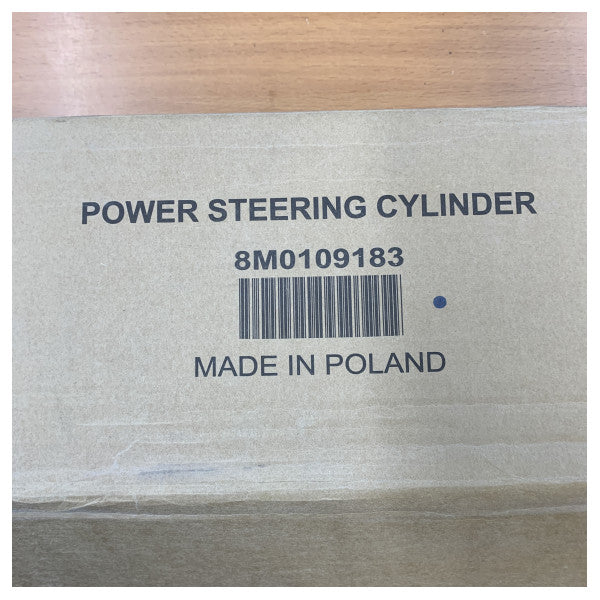 POWER STEERING CYLINDER
8M0109183
MADE IN POLAND